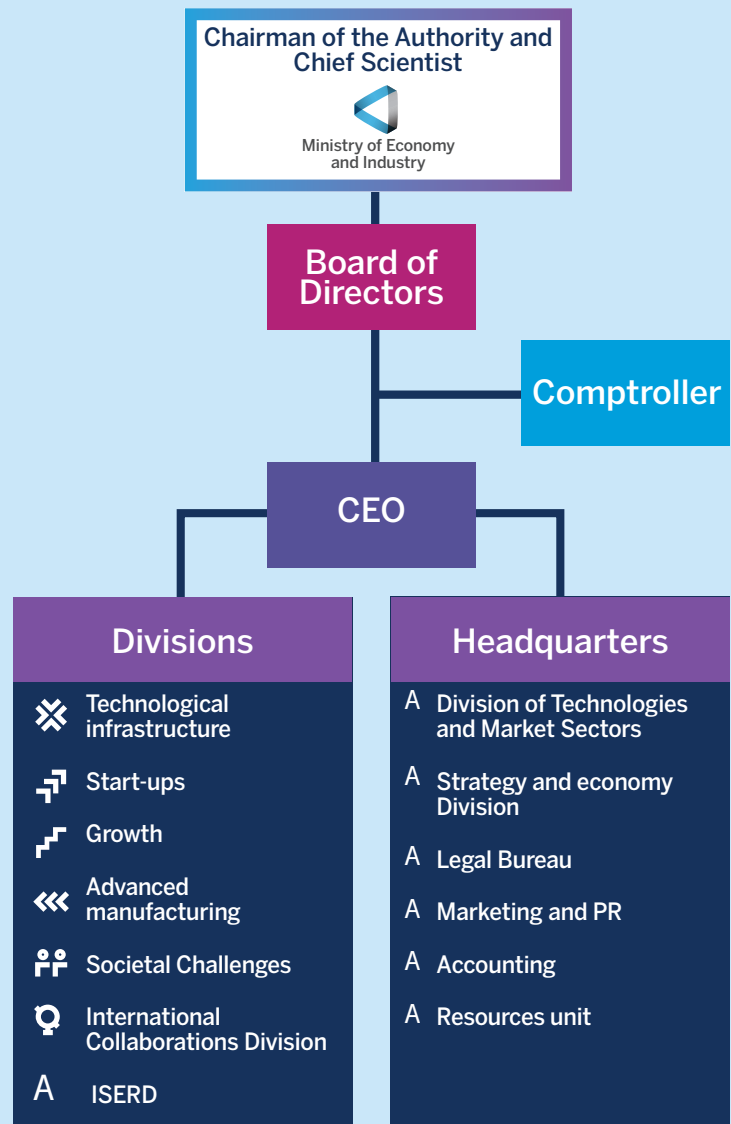 Chairman of the Authority and
Chief Scientist
Ministry of Economy
and Industry
Board of
Directors
Comptroller
CEO
Divisions
Technological
infrastructure
Start-ups
Growth
Advanced
manufacturing
Societal Challenges
International
Collaborations Division
A ISERD
Headquarters
A Division of Technologies
and Market Sectors
A Strategy and economy
Division
A Legal Bureau
A Marketing and PR
A Accounting
A Resources unit